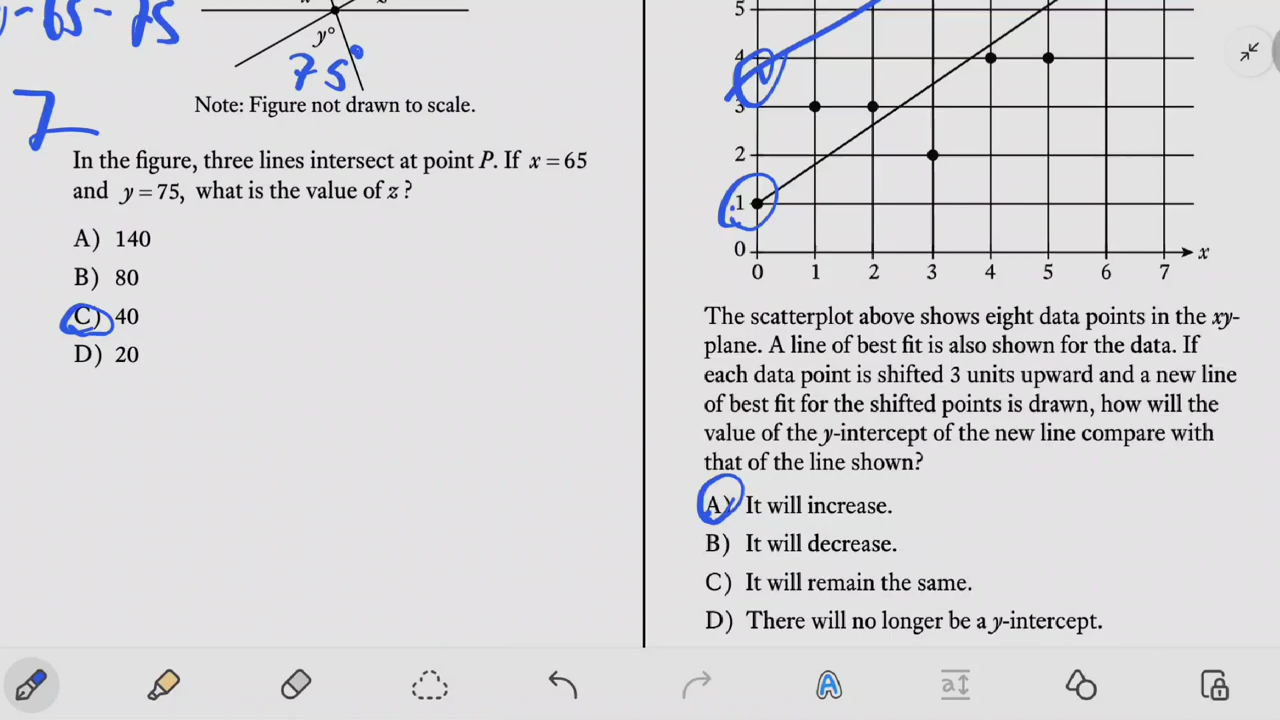 - 65 - 75
y°
75°
Z
Note: Figure not drawn to scale.
In the figure, three lines intersect at point P. If x = 65
and y = 75, what is the value of z ?
A) 140
B) 80
C) 40
D) 20
5
4
3
2
1
0
x
0 1 2 3 4 5 6 7
The scatterplot above shows eight data points in the xy-
plane. A line of best fit is also shown for the data. If
each data point is shifted 3 units upward and a new line
of best fit for the shifted points is drawn, how will the
value of the y-intercept of the new line compare with
that of the line shown?
A) It will increase.
B) It will decrease.
C) It will remain the same.
D) There will no longer be a y-intercept.